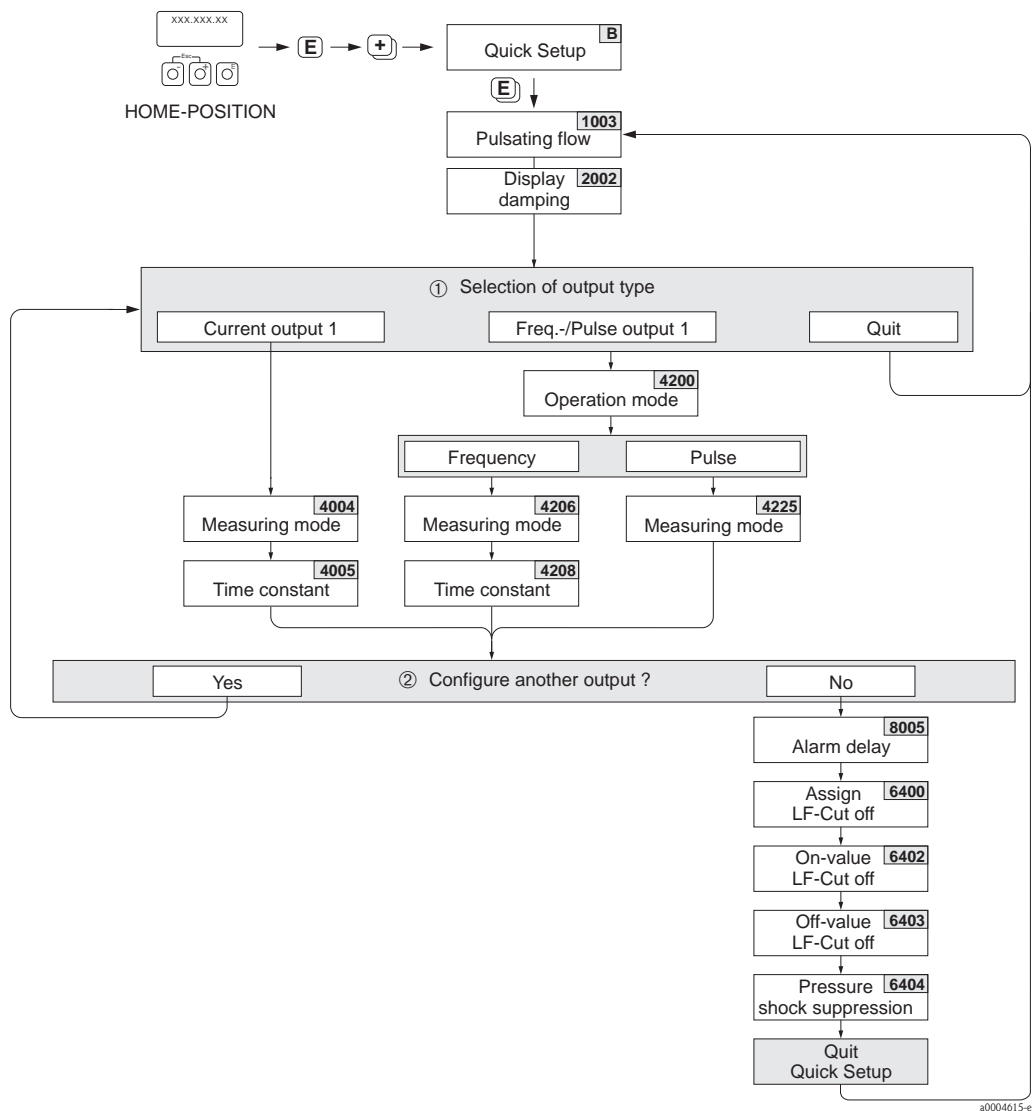 xxx.xxx.xx
Esc
- + E
HOME-POSITION
E
+
B
Quick Setup
E
1003
Pulsating flow
Display 2002
damping
① Selection of output type
Current output 1
Freq.-/Pulse output 1
Quit
4200
Operation mode
Frequency
Pulse
4004
Measuring mode
4206
Measuring mode
4225
Measuring mode
4005
Time constant
4208
Time constant
Yes
② Configure another output ?
No
8005
Alarm delay
Assign 6400
LF-Cut off
On-value 6402
LF-Cut off
Off-value 6403
LF-Cut off
Pressure 6404
shock suppression
Quit
Quick Setup
a0004615-e